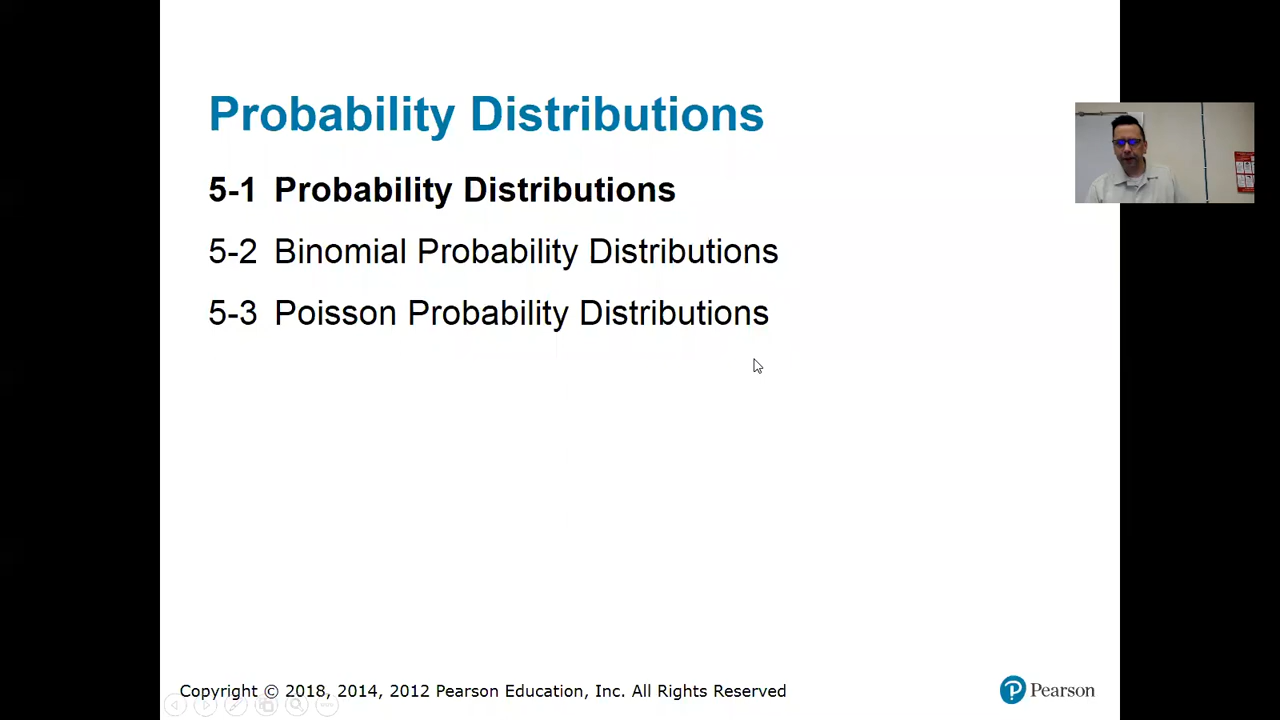 Probability Distributions
5-1 Probability Distributions
5-2 Binomial Probability Distributions
5-3 Poisson Probability Distributions
Copyright © 2018, 2014, 2012 Pearson Education, Inc. All Rights Reserved
Pearson